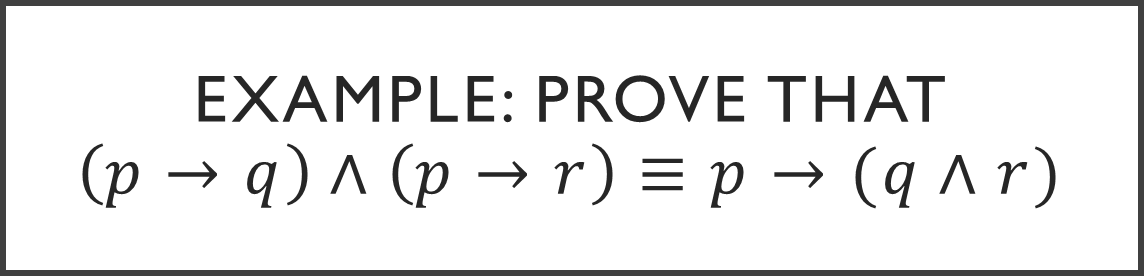 EXAMPLE: PROVE THAT
(p → q) ∧ (p → r) ≡ p → (q ∧ r)